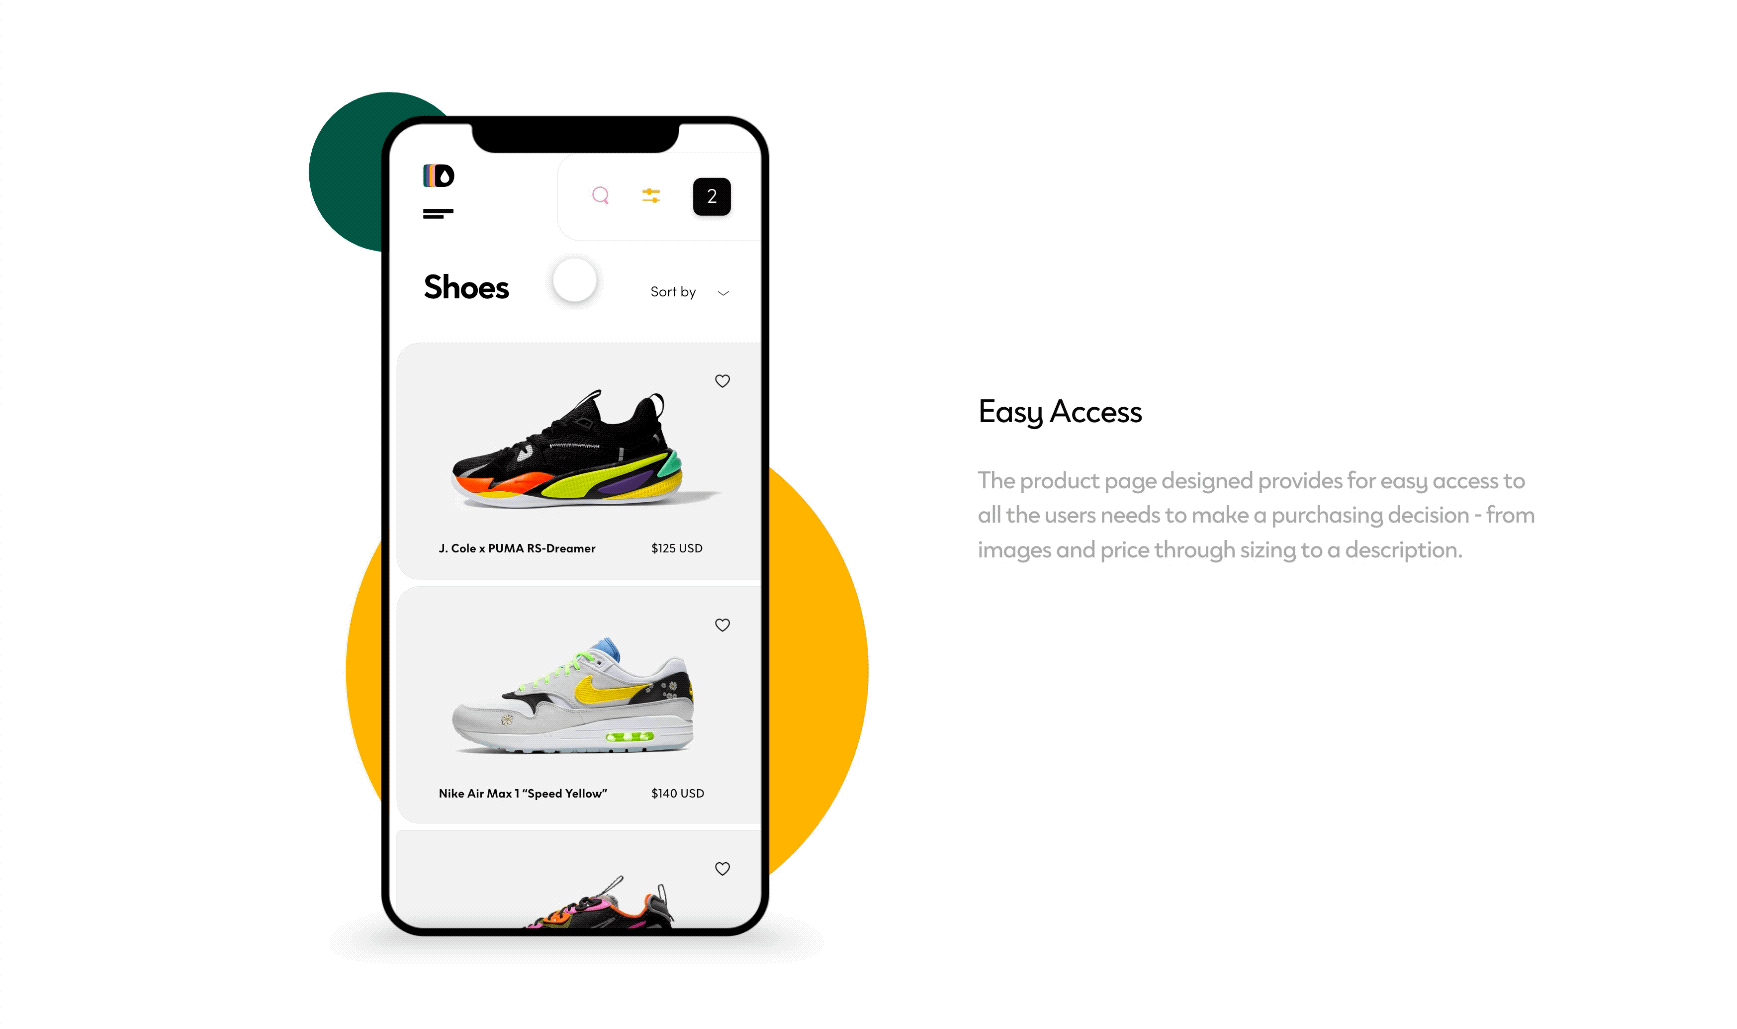 2
Shoes
Sort by
J. Cole x PUMA RS-Dreamer
$125 USD
Nike Air Max 1 “Speed Yellow”
$140 USD
Easy Access
The product page designed provides for easy access to
all the users needs to make a purchasing decision - from
images and price through sizing to a description.